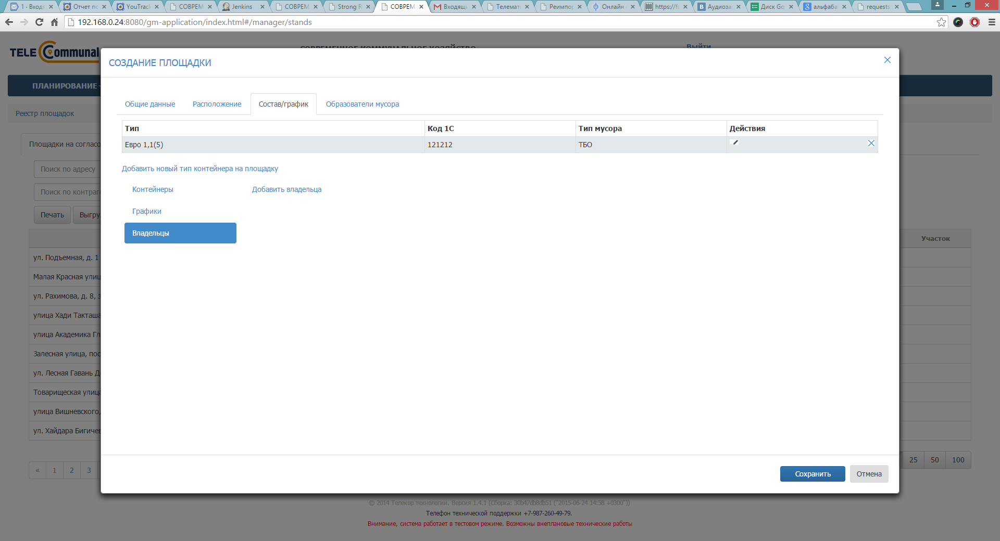 1 · Входя
Отчет по
YouTrack
СОВРЕМ
Jenkins
СОВРЕМ
Strong R
СОВРЕМ
Входящи
Телемат
Реимпор
Онлайн
https://fa
Аудиоза
Диск Go
альфаба
requests
192.168.0.24:8080/gm-application/index.html#/manager/stands
TELE Communal
СОВРЕМЕННОЕ КОММУНАЛЬНОЕ ХОЗЯЙСТВО
Выйти
ПЛАНИРОВАНИЕ
Реестр площадок
Площадки на согласо
Поиск по адресу
Поиск по контраг
Печать
Выгру
СОЗДАНИЕ ПЛОЩАДКИ
Общие данные
Расположение
Состав/график
Образователи мусора
Тип
Код 1С
Тип мусора
Действия
Евро 1,1(5)
121212
ТБО
Добавить новый тип контейнера на площадку
Контейнеры
Добавить владельца
Графики
Владельцы
Участок
ул. Подъемная, д. 1
Малая Красная улиц
ул. Рахимова, д. 8, з
улица Хади Такташа
улица Академика Гл
Залесная улица, пос
ул. Лесная Гавань Д
Товарищеская улица
улица Вишневского,
ул. Хайдара Бигичев
« 1 2 3
25 50 100
Сохранить
Отмена
© 2014 Телекор технологии. Версия 1.4.1 (Сборка: 30b47db8db51 ("2015-06-24 14:58 +0300"))
Телефон технической поддержки +7-987-260-49-79.
Внимание, система работает в тестовом режиме. Возможны внеплановые технические работы